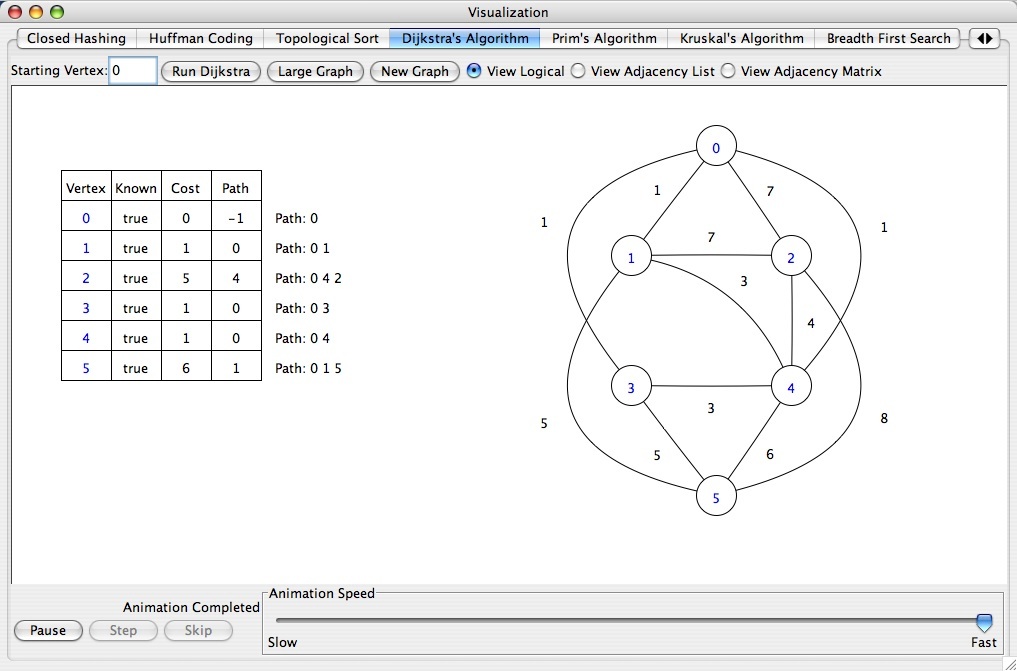 Visualization
Closed Hashing Huffman Coding Topological Sort Dijkstra's Algorithm Prim's Algorithm Kruskal's Algorithm Breadth First Search
Starting Vertex: 0 Run Dijkstra Large Graph New Graph View Logical View Adjacency List View Adjacency Matrix
Vertex Known Cost Path
0 true 0 -1 Path: 0
1 true 1 0 Path: 0 1
2 true 5 4 Path: 0 4 2
3 true 1 0 Path: 0 3
4 true 1 0 Path: 0 4
5 true 6 1 Path: 0 1 5
0
1 7
1 1
7
1 2
3
4
3 4
3
5 8
5 6
5
Animation Completed
Pause Step Skip
Animation Speed
Slow Fast